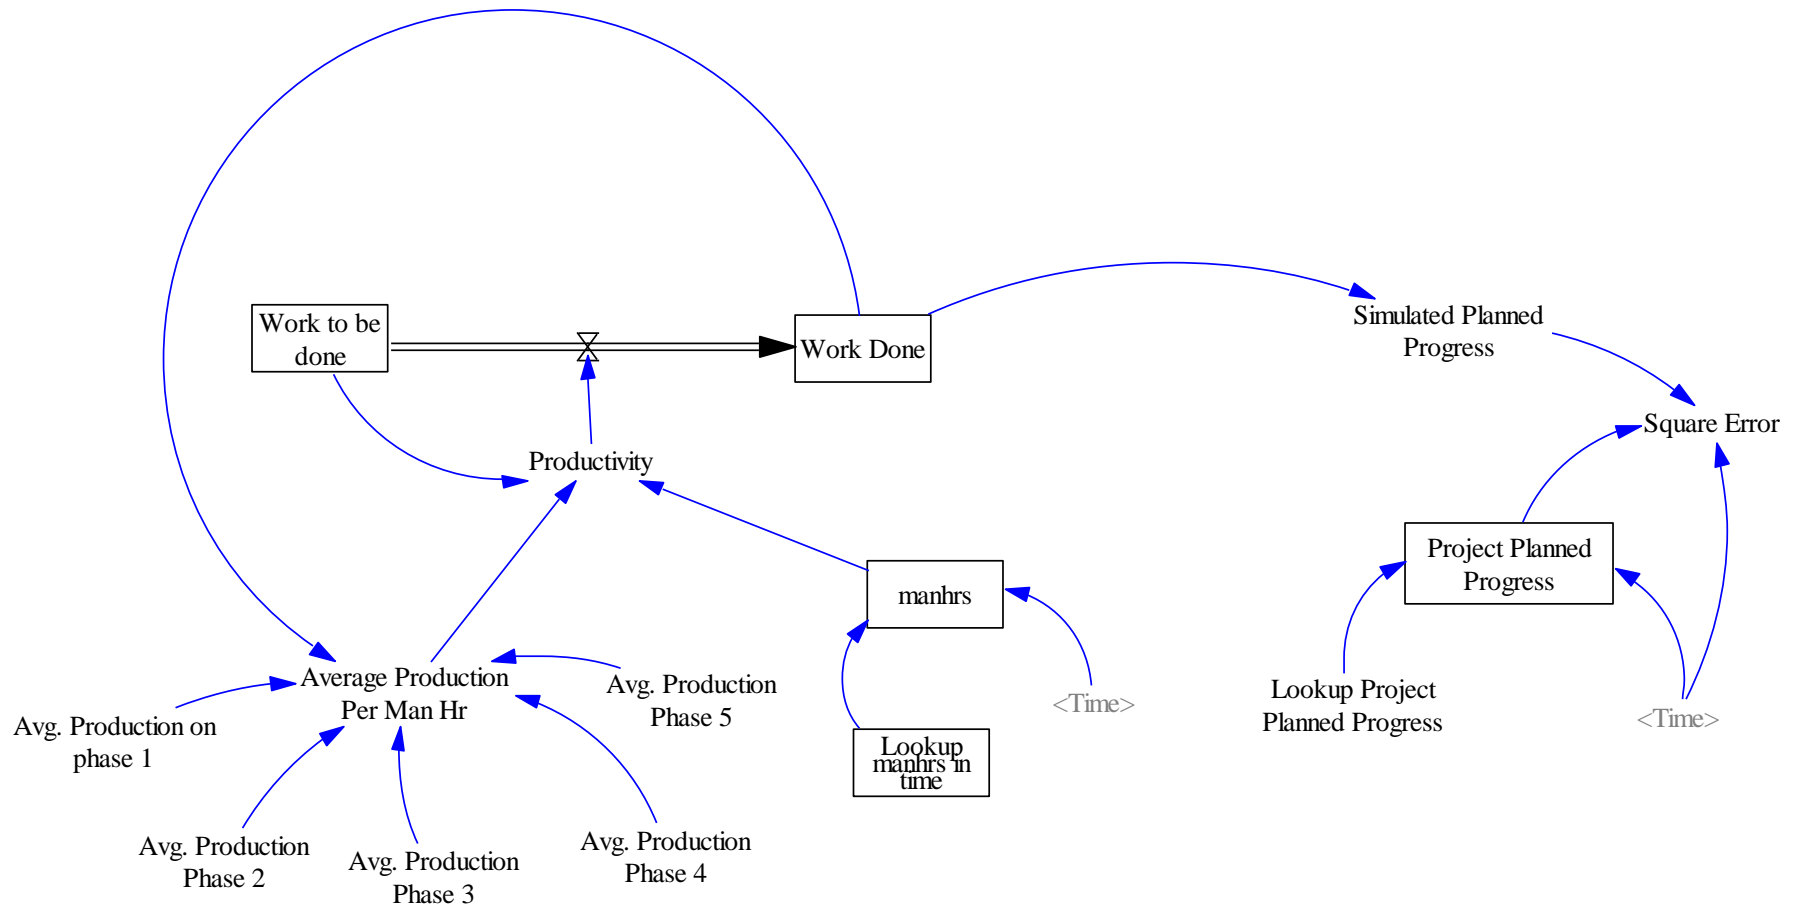 Work to be
done
Work Done
Simulated Planned
Progress
Square Error
Productivity
Project Planned
Progress
manhrs
Average Production
Per Man Hr
Avg. Production
Phase 5
<Time>
Lookup Project
Planned Progress
<Time>
Avg. Production on
phase 1
Lookup
manhrs in
time
Avg. Production
Phase 2
Avg. Production
Phase 3
Avg. Production
Phase 4